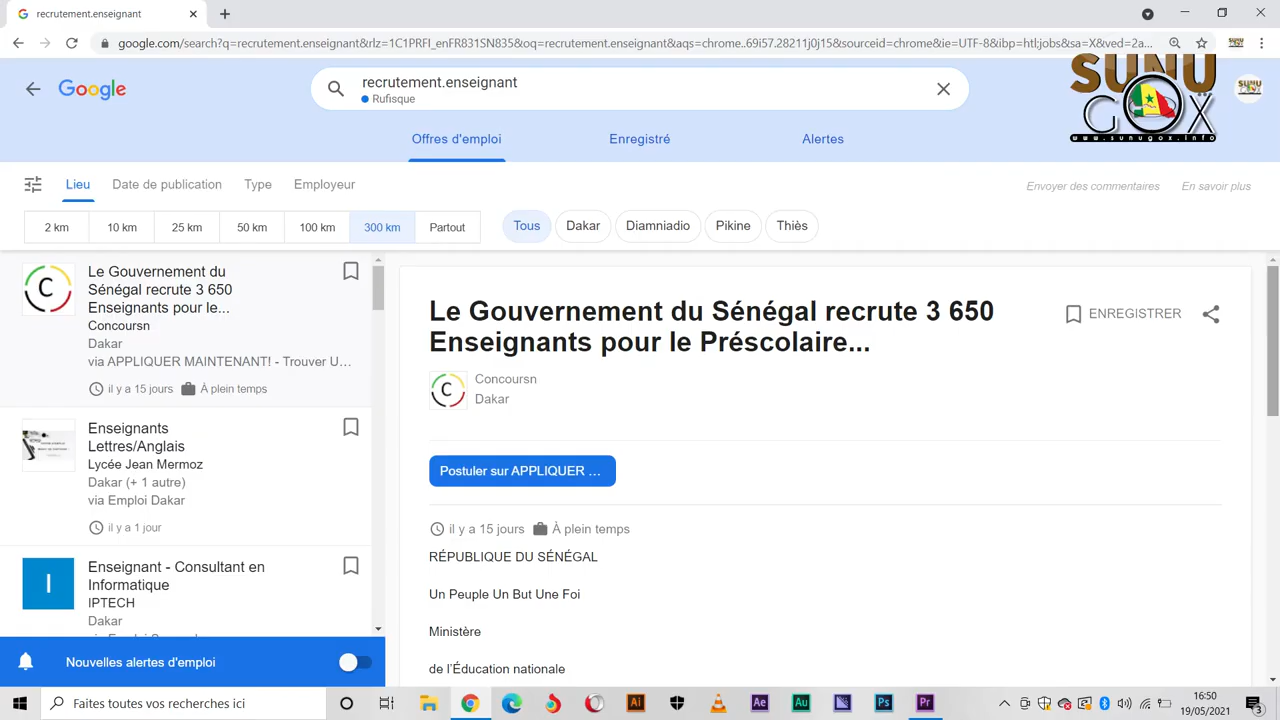 recrutement.enseignant
google.com/search?q=recrutement.enseignant&rlz=1C1PRFI_enFR831SN835&oq=recrutement.enseignant&aqs=chrome..69i57.28211j0j15&sourceid=chrome&ie=UTF-8&ibp=htl;jobs&sa=X&ved=2a...
Google
recrutement.enseignant
Rufisque
SUNU
GOX
www.sunugox.info
Offres d'emploi
Enregistré
Alertes
Lieu
Date de publication
Type
Employeur
Envoyer des commentaires
En savoir plus
2 km
10 km
25 km
50 km
100 km
300 km
Partout
Tous
Dakar
Diamniadio
Pikine
Thiès
C
Le Gouvernement du
Sénégal recrute 3 650
Enseignants pour le...
Concoursn
Dakar
via APPLIQUER MAINTENANT! - Trouver U...
il y a 15 jours
À plein temps
Enseignants
Lettres/Anglais
Lycée Jean Mermoz
Dakar (+ 1 autre)
via Emploi Dakar
il y a 1 jour
I
Enseignant - Consultant en
Informatique
IPTECH
Dakar
Nouvelles alertes d'emploi
Le Gouvernement du Sénégal recrute 3 650
Enseignants pour le Préscolaire...
ENREGISTRER
C
Concoursn
Dakar
Postuler sur APPLIQUER ...
il y a 15 jours
À plein temps
RÉPUBLIQUE DU SÉNÉGAL
Un Peuple Un But Une Foi
Ministère
de l'Éducation nationale
Faites toutes vos recherches ici
Ai
Ae
Au
Ps
Pr
16:50
19/05/2021
3